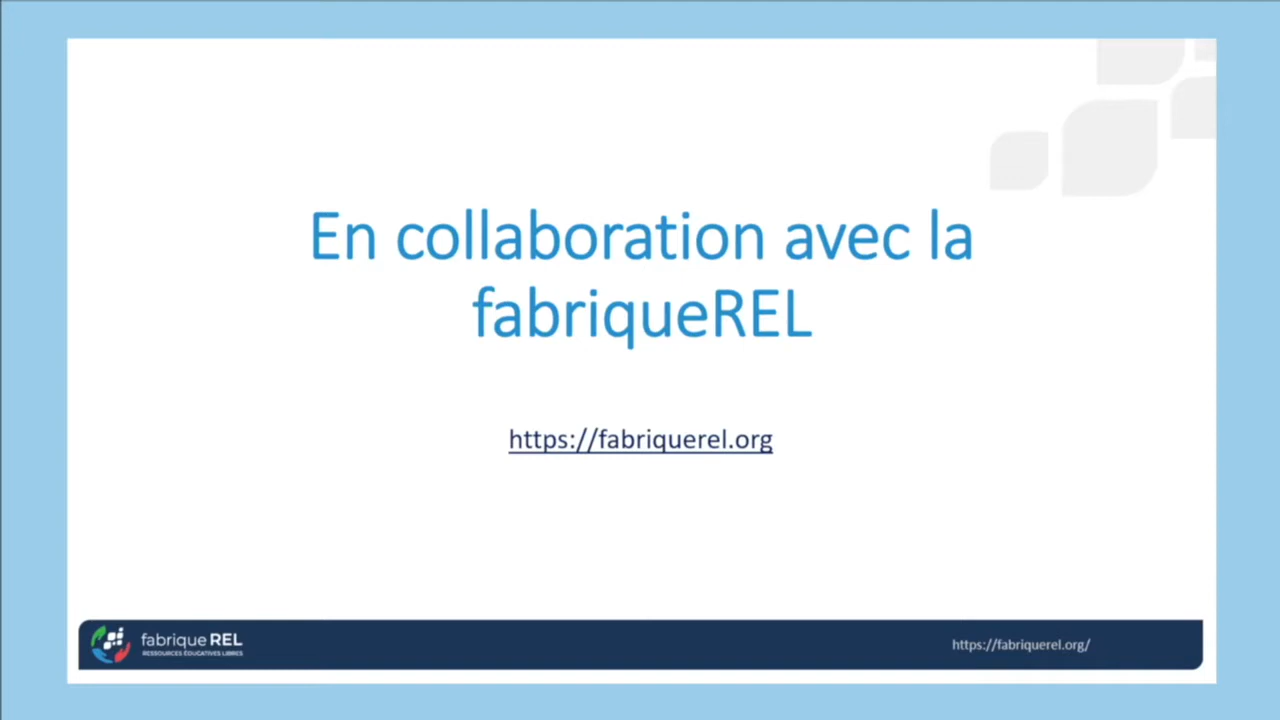 En collaboration avec la
fabriqueREL
https://fabriquerel.org
fabrique REL
RESSOURCES ÉDUCATIVES LIBRES
https://fabriquerel.org/